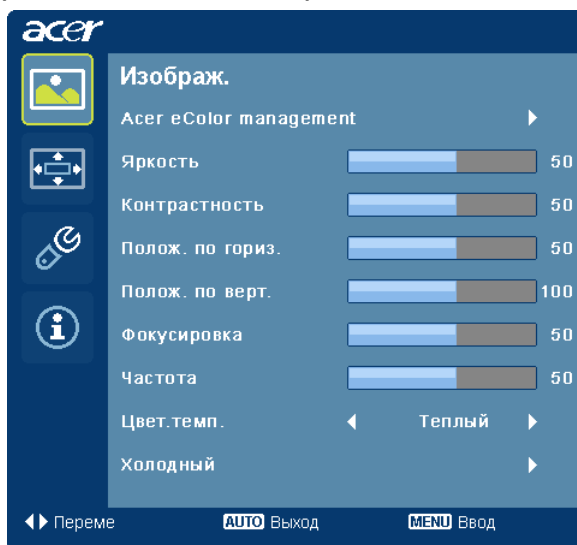 acer
Изображ.
Acer eColor management
Яркость 50
Контрастность 50
Полож. по гориз. 50
Полож. по верт. 100
Фокусировка 50
Частота 50
Цвет.темп. Теплый
Холодный
Переме AUTO Выход MENU Ввод